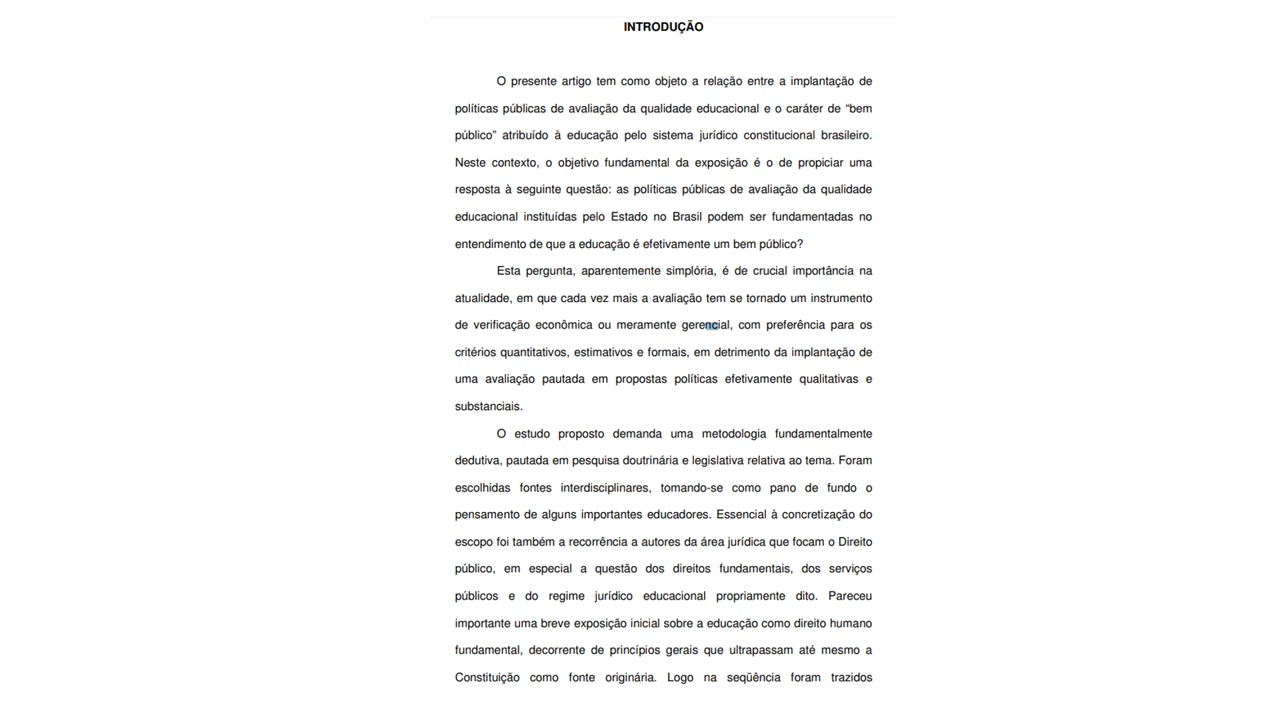 INTRODUÇÃO
O presente artigo tem como objeto a relação entre a implantação de
políticas públicas de avaliação da qualidade educacional e o caráter de “bem
público” atribuído à educação pelo sistema jurídico constitucional brasileiro.
Neste contexto, o objetivo fundamental da exposição é o de propiciar uma
resposta à seguinte questão: as políticas públicas de avaliação da qualidade
educacional instituídas pelo Estado no Brasil podem ser fundamentadas no
entendimento de que a educação é efetivamente um bem público?
Esta pergunta, aparentemente simplória, é de crucial importância na
atualidade, em que cada vez mais a avaliação tem se tornado um instrumento
de verificação econômica ou meramente gerencial, com preferência para os
critérios quantitativos, estimativos e formais, em detrimento da implantação de
uma avaliação pautada em propostas políticas efetivamente qualitativas e
substanciais.
O estudo proposto demanda uma metodologia fundamentalmente
dedutiva, pautada em pesquisa doutrinária e legislativa relativa ao tema. Foram
escolhidas fontes interdisciplinares, tomando-se como pano de fundo o
pensamento de alguns importantes educadores. Essencial à concretização do
escopo foi também a recorrência a autores da área jurídica que focam o Direito
público, em especial a questão dos direitos fundamentais, dos serviços
públicos e do regime jurídico educacional propriamente dito. Pareceu
importante uma breve exposição inicial sobre a educação como direito humano
fundamental, decorrente de princípios gerais que ultrapassam até mesmo a
Constituição como fonte originária. Logo na seqüência foram trazidos